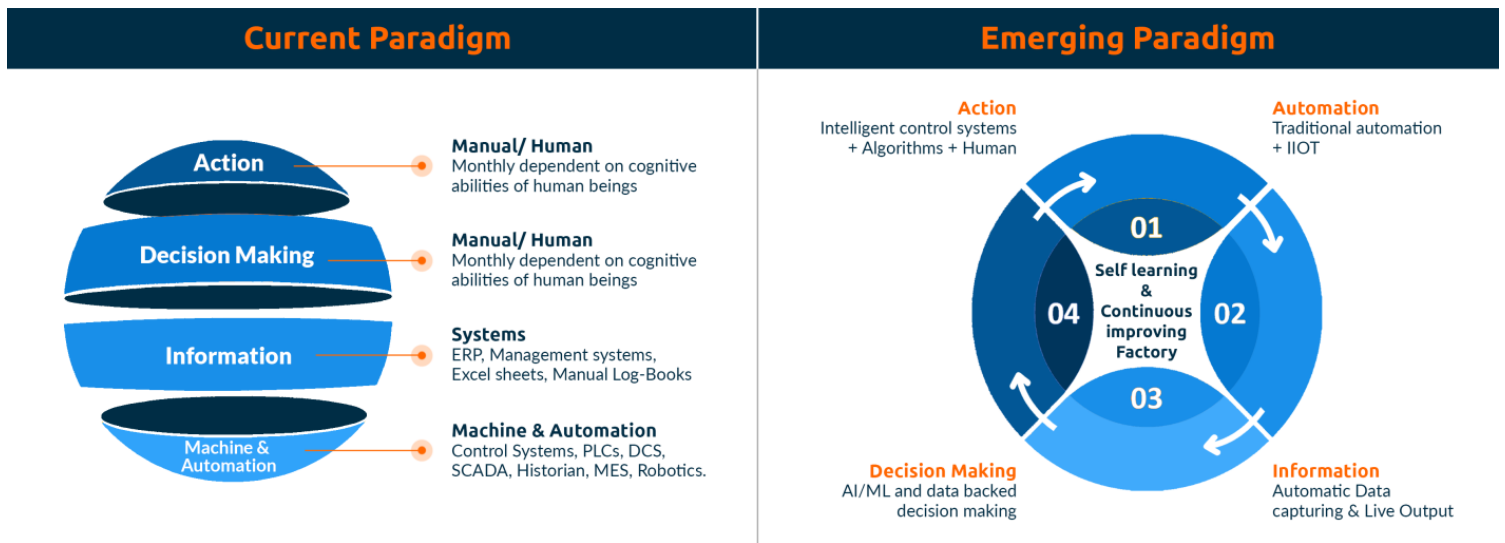 Current Paradigm
Action
Manual/ Human
Monthly dependent on cognitive
abilities of human beings
Decision Making
Manual/ Human
Monthly dependent on cognitive
abilities of human beings
Information
Systems
ERP, Management systems,
Excel sheets, Manual Log-Books
Machine &
Automation
Machine & Automation
Control Systems, PLCs, DCS,
SCADA, Historian, MES, Robotics.
Emerging Paradigm
Action
Intelligent control systems
+ Algorithms + Human
Automation
Traditional automation
+ IIOT
01
02
03
04
Self learning
&
Continuous
improving
Factory
Decision Making
AI/ML and data backed
decision making
Information
Automatic Data
capturing & Live Output